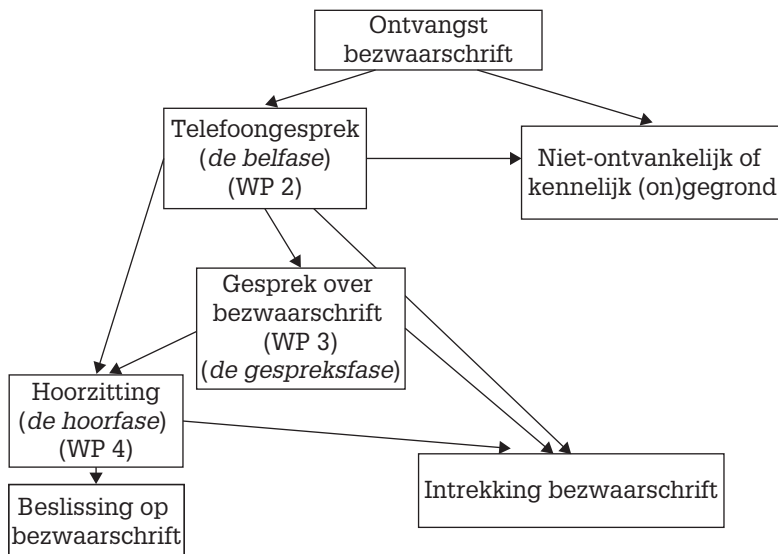 Ontvangst
bezwaarschrift
Telefoongesprek
(de belfase)
(WP 2)
Niet-ontvankelijk of
kennelijk (on)gegrond
Gesprek over
bezwaarschrift
(WP 3)
(de gespreksfase)
Hoorzitting
(de hoorfase)
(WP 4)
Intrekking bezwaarschrift
Beslissing op
bezwaarschrift